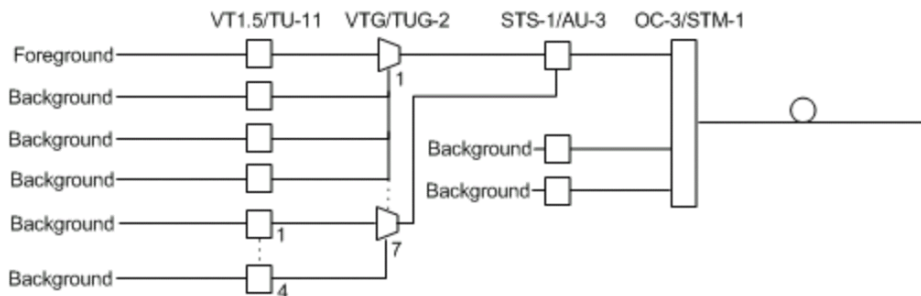 VT1.5/TU-11 VTG/TUG-2 STS-1/AU-3 OC-3/STM-1
Foreground
1
Background
Background
Background
Background
Background
Background
1
7
Background
4